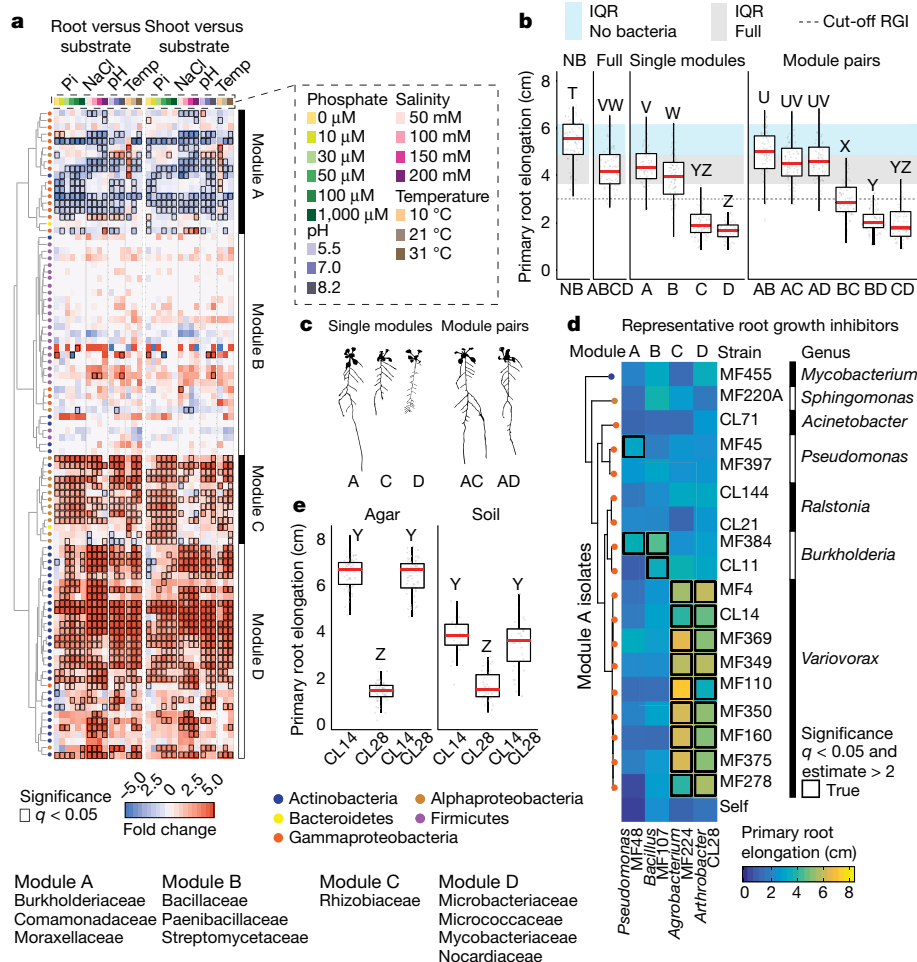 a
Root versus substrate
Shoot versus substrate
Pi
NaCl
pH
Temp
Pi
NaCl
pH
Temp
Module A
Module B
Module C
Module D
Phosphate
0 μM
10 μM
30 μM
50 μM
100 μM
1,000 μM
pH
5.5
7.0
8.2
Salinity
50 mM
100 mM
150 mM
200 mM
Temperature
10 °C
21 °C
31 °C
Significance
q < 0.05
−5.0
2.5
0
2.5
5.0
Fold change
Actinobacteria
Bacteroidetes
Gammaproteobacteria
Alphaproteobacteria
Firmicutes
b
IQR
No bacteria
IQR
Full
Cut-off RGI
NB
Full
Single modules
Module pairs
Primary root elongation (cm)
8
6
4
2
0
T
VW
V
W
YZ
Z
U
UV
UV
X
Y
YZ
NB
ABCD
A
B
C
D
AB
AC
AD
BC
BD
CD
c
Single modules
Module pairs
A
C
D
AC
AD
d
Representative root growth inhibitors
Module
A
B
C
D
Strain
Genus
Module A isolates
MF455
MF220A
CL71
MF45
MF397
CL144
CL21
MF384
CL11
MF4
CL14
MF369
MF349
MF110
MF350
MF160
MF375
MF278
Self
Mycobacterium
Sphingomonas
Acinetobacter
Pseudomonas
Ralstonia
Burkholderia
Variovorax
Significance
q < 0.05 and
estimate > 2
True
Pseudomonas
MF48
Bacillus
MF107
Agrobacterium
MF224
Arthrobacter
CL28
Primary root
elongation (cm)
0
2
4
6
8
e
Agar
Soil
Primary root elongation (cm)
8
6
4
2
0
Y
Z
Y
Y
Z
Y
CL14
CL28
CL14
CL28
CL14
CL28
CL14
CL28
Module A
Burkholderiaceae
Comamonadaceae
Moraxellaceae
Module B
Bacillaceae
Paenibacillaceae
Streptomycetaceae
Module C
Rhizobiaceae
Module D
Microbacteriaceae
Micrococcaceae
Mycobacteriaceae
Nocardiaceae